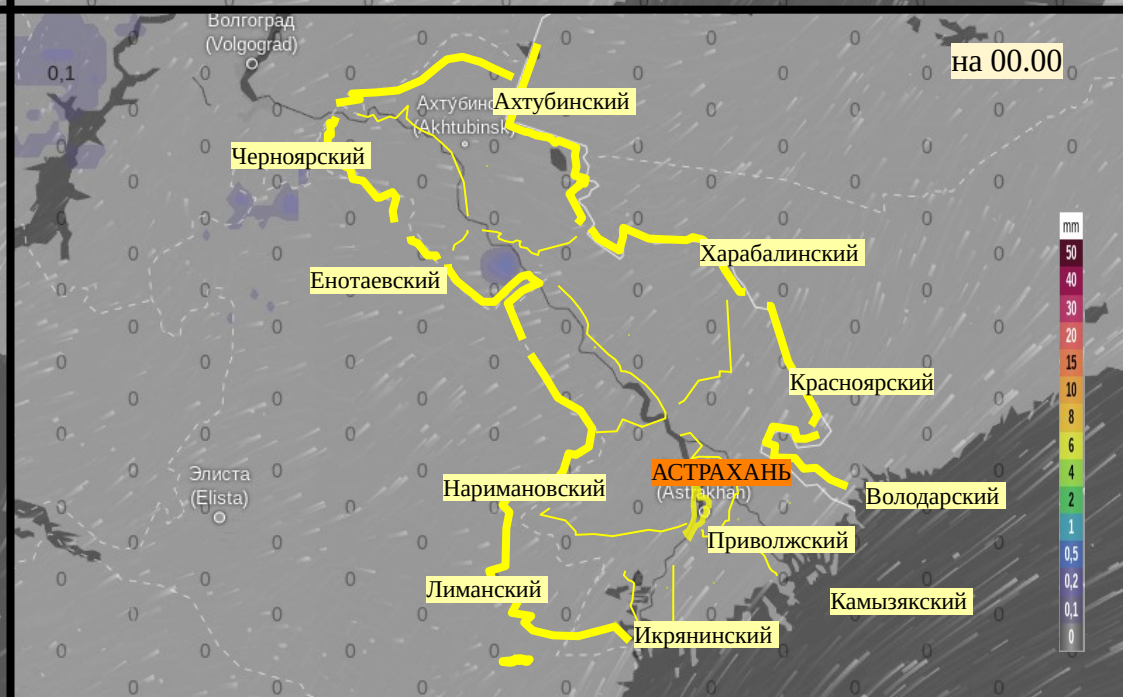 Волгоград
(Volgograd)
на 00.00
0,1
Ахтубинский
Ахтубинс
(Akhtubinsk)
Черноярский
mm
50
40
30
20
15
10
8
6
4
2
1
0,5
0,2
0,1
0
Харабалинский
Енотаевский
Красноярский
АСТРАХАНЬ
(Astrakhan)
Элиста
(Elista)
Наримановский
Володарский
Приволжский
Лиманский
Камызякский
Икрянинский